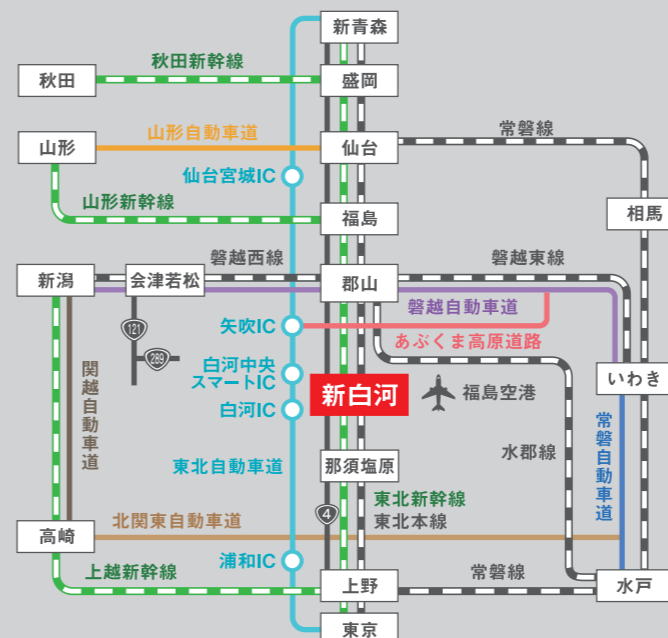 新青森
秋田新幹線
秋田
盛岡
山形自動車道
常磐線
山形
仙台
仙台宮城IC
山形新幹線
福島
相馬
磐越西線
磐越東線
新潟
会津若松
郡山
磐越自動車道
121
矢吹IC
あぶくま高原道路
289
白河中央
スマートIC
関越自動車道
新白河
福島空港
いわき
白河IC
常磐自動車道
水郡線
東北自動車道
那須塩原
東北新幹線
東北本線
4
北関東自動車道
高崎
浦和IC
上越新幹線
上野
常磐線
水戸
東京